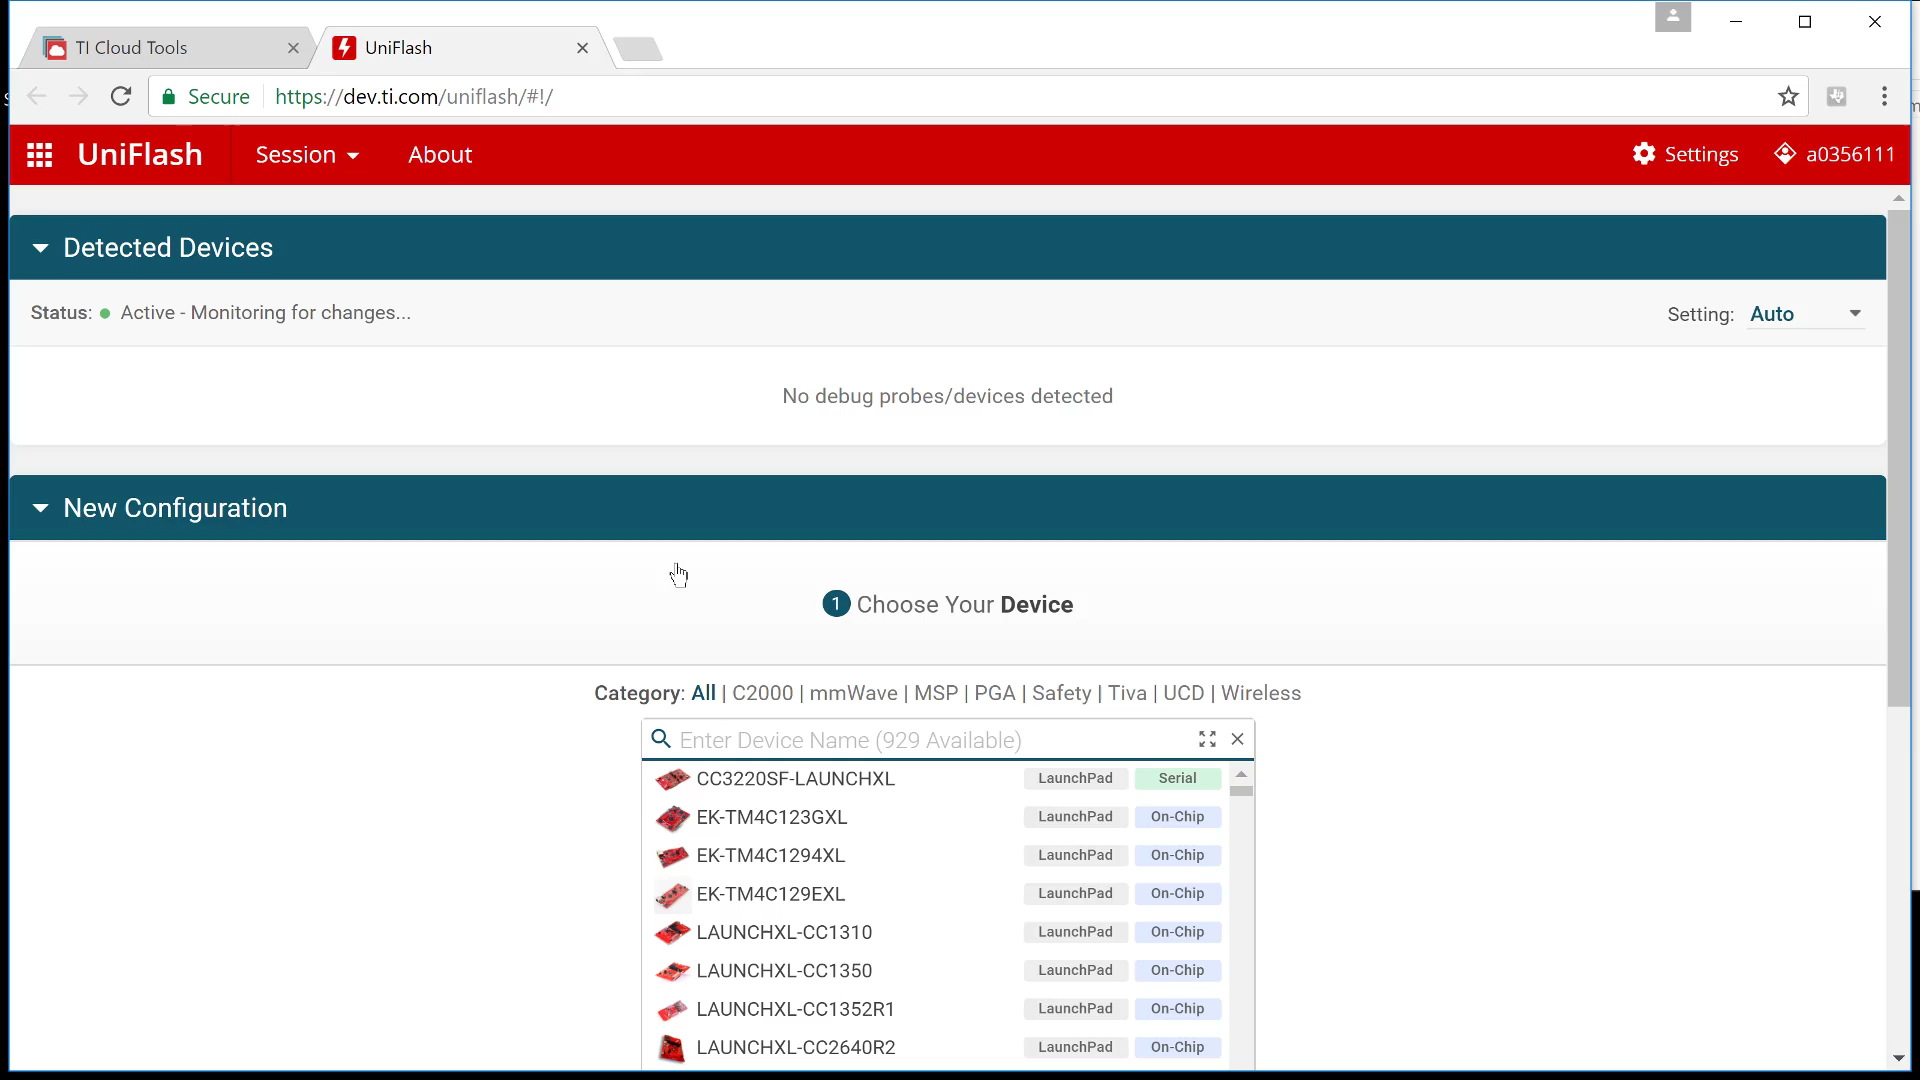 TI Cloud Tools
UniFlash
Secure https://dev.ti.com/uniflash/#!/
UniFlash Session About Settings a0356111
Detected Devices
Status: Active - Monitoring for changes... Setting: Auto
No debug probes/devices detected
New Configuration
1 Choose Your Device
Category: All | C2000 | mmWave | MSP | PGA | Safety | Tiva | UCD | Wireless
Enter Device Name (929 Available)
CC3220SF-LAUNCHXL LaunchPad Serial
EK-TM4C123GXL LaunchPad On-Chip
EK-TM4C1294XL LaunchPad On-Chip
EK-TM4C129EXL LaunchPad On-Chip
LAUNCHXL-CC1310 LaunchPad On-Chip
LAUNCHXL-CC1350 LaunchPad On-Chip
LAUNCHXL-CC1352R1 LaunchPad On-Chip
LAUNCHXL-CC2640R2 LaunchPad On-Chip